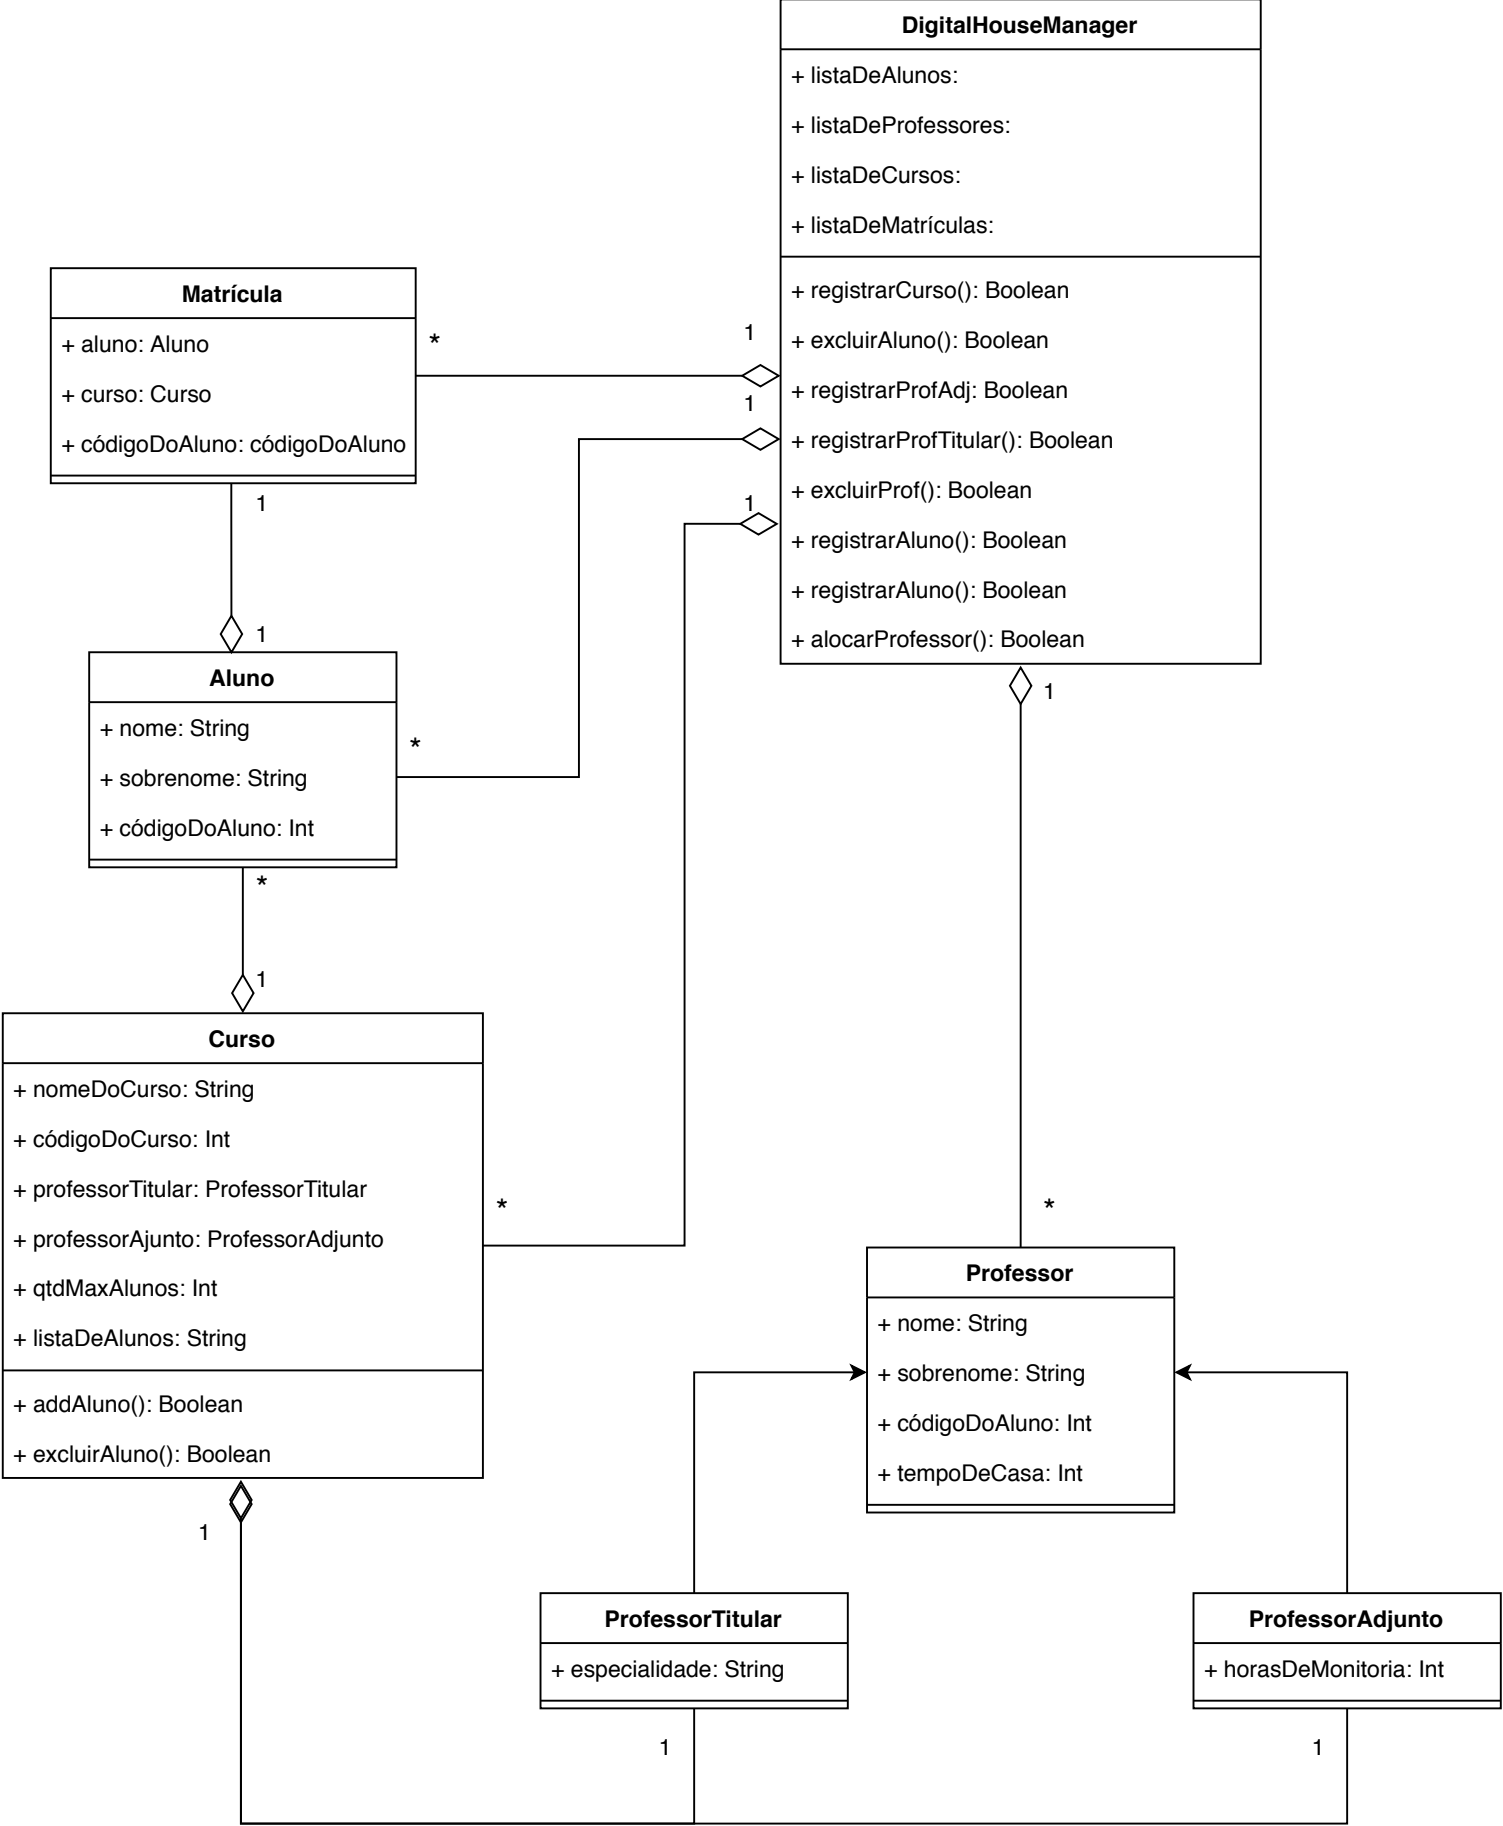 DigitalHouseManager
+ listaDeAlunos:
+ listaDeProfessores:
+ listaDeCursos:
+ listaDeMatrículas:
+ registrarCurso(): Boolean
+ excluirAluno(): Boolean
+ registrarProfAdj: Boolean
+ registrarProfTitular(): Boolean
+ excluirProf(): Boolean
+ registrarAluno(): Boolean
+ registrarAluno(): Boolean
+ alocarProfessor(): Boolean
Matrícula
+ aluno: Aluno
+ curso: Curso
+ códigoDoAluno: códigoDoAluno
*
1
1
1
1
1
1
Aluno
+ nome: String
+ sobrenome: String
+ códigoDoAluno: Int
*
*
1
Curso
+ nomeDoCurso: String
+ códigoDoCurso: Int
+ professorTitular: ProfessorTitular
+ professorAjunto: ProfessorAdjunto
+ qtdMaxAlunos: Int
+ listaDeAlunos: String
+ addAluno(): Boolean
+ excluirAluno(): Boolean
*
*
1
Professor
+ nome: String
+ sobrenome: String
+ códigoDoAluno: Int
+ tempoDeCasa: Int
ProfessorTitular
+ especialidade: String
1
ProfessorAdjunto
+ horasDeMonitoria: Int
1